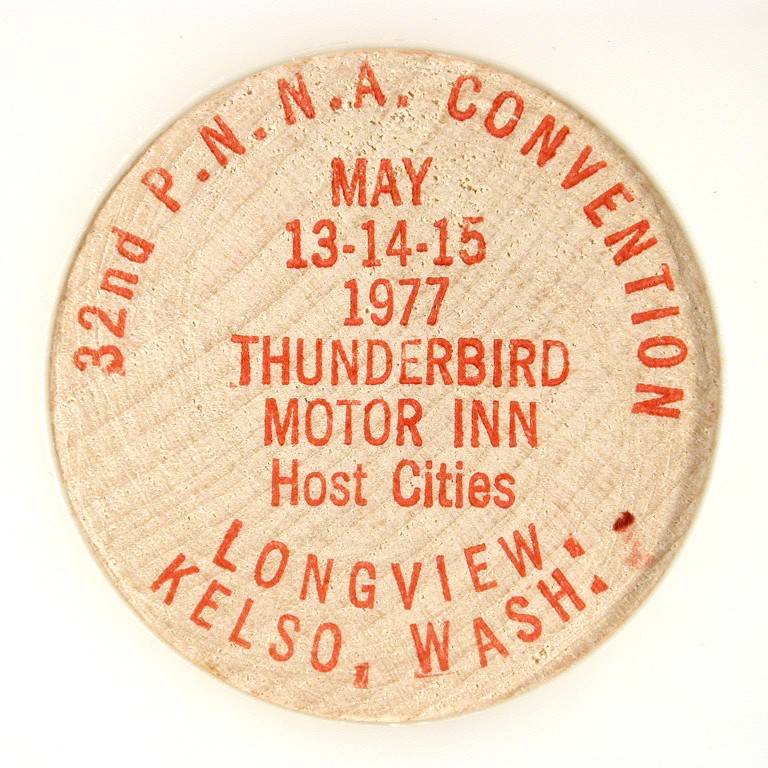 32nd P.N.N.A. CONVENTION
MAY
13-14-15
1977
THUNDERBIRD
MOTOR INN
Host Cities
LONGVIEW.
KELSO, WASH.